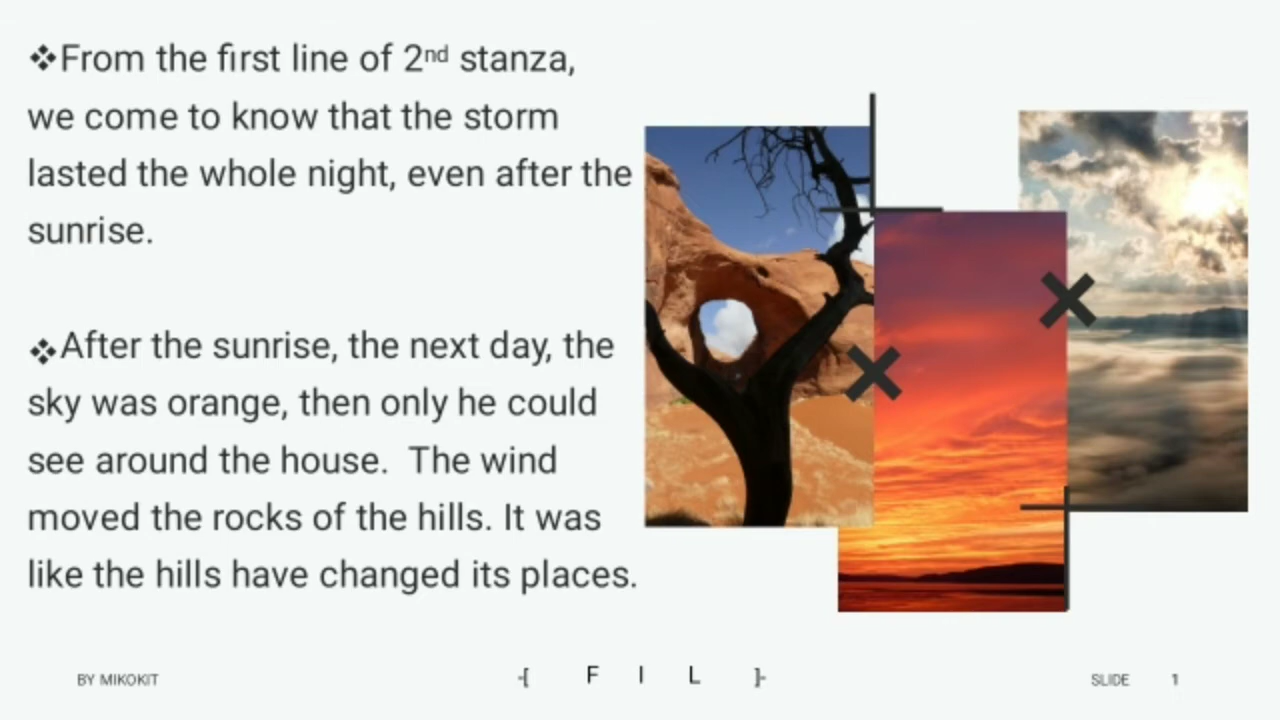 ❖From the first line of 2nd stanza,
we come to know that the storm
lasted the whole night, even after the
sunrise.
❖After the sunrise, the next day, the
sky was orange, then only he could
see around the house.  The wind
moved the rocks of the hills. It was
like the hills have changed its places.
BY MIKOKIT
-[ F I L ]-
SLIDE 1